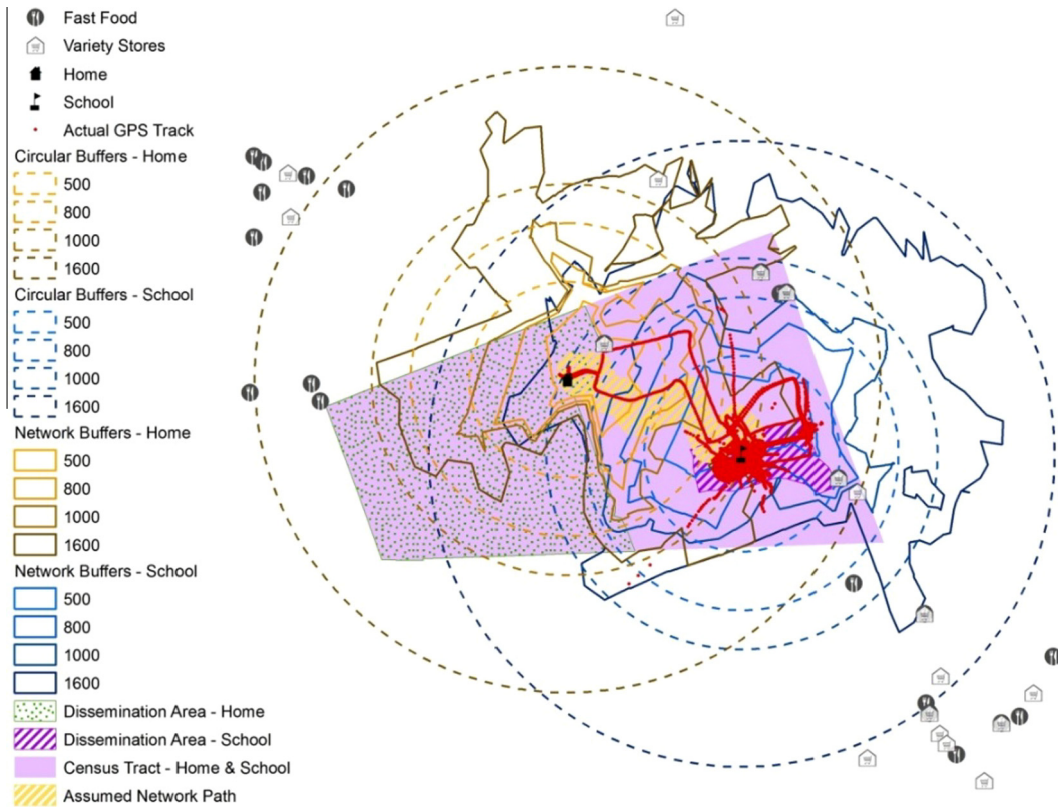 Fast Food
Variety Stores
Home
School
Actual GPS Track
Circular Buffers - Home
500
800
1000
1600
Circular Buffers - School
500
800
1000
1600
Network Buffers - Home
500
800
1000
1600
Network Buffers - School
500
800
1000
1600
Dissemination Area - Home
Dissemination Area - School
Census Tract - Home & School
Assumed Network Path